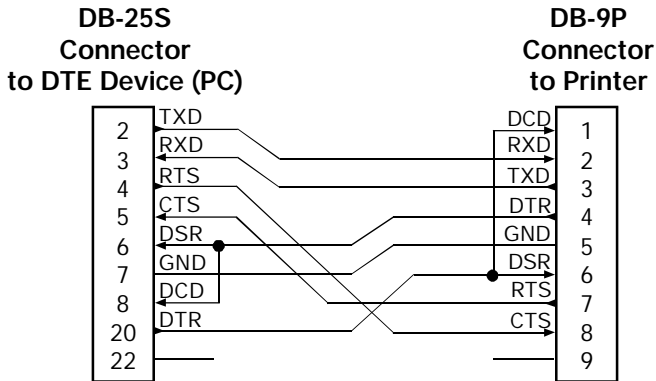 DB-25S
Connector
to DTE Device (PC)
DB-9P
Connector
to Printer
2 TXD
3 RXD
4 RTS
5 CTS
6 DSR
7 GND
8 DCD
20 DTR
22
DCD 1
RXD 2
TXD 3
DTR 4
GND 5
DSR 6
RTS 7
CTS 8
9